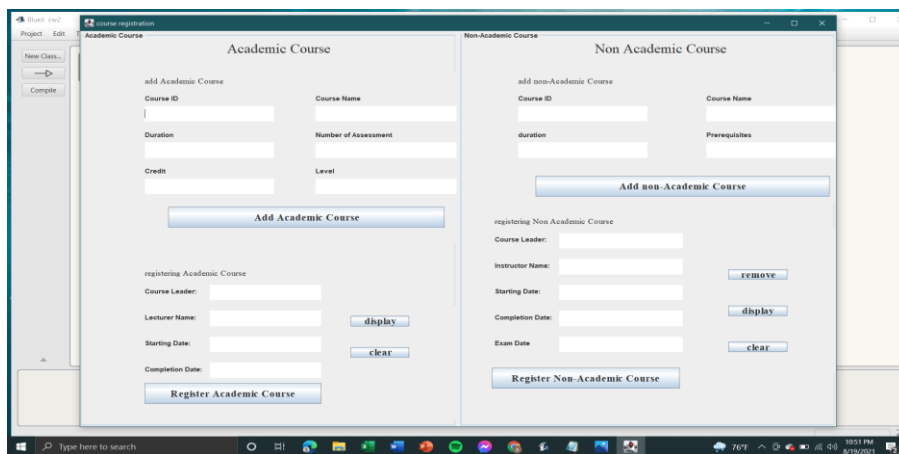 BlueJ: cw2
course registration
Project Edit T
New Class...
Compile
Academic Course
Academic Course
add Academic Course
Course ID Course Name
Duration Number of Assessment
Credit Level
Add Academic Course
registering Academic Course
Course Leader:
Lecturer Name:
display
Starting Date:
clear
Completion Date:
Register Academic Course
Non-Academic Course
Non Academic Course
add non-Academic Course
Course ID Course Name
duration Prerequisites
Add non-Academic Course
registering Non Academic Course
Course Leader:
Instructor Name:
remove
Starting Date:
Completion Date:
display
Exam Date
clear
Register Non-Academic Course
Type here to search
76°F
10:51 PM
8/19/2021